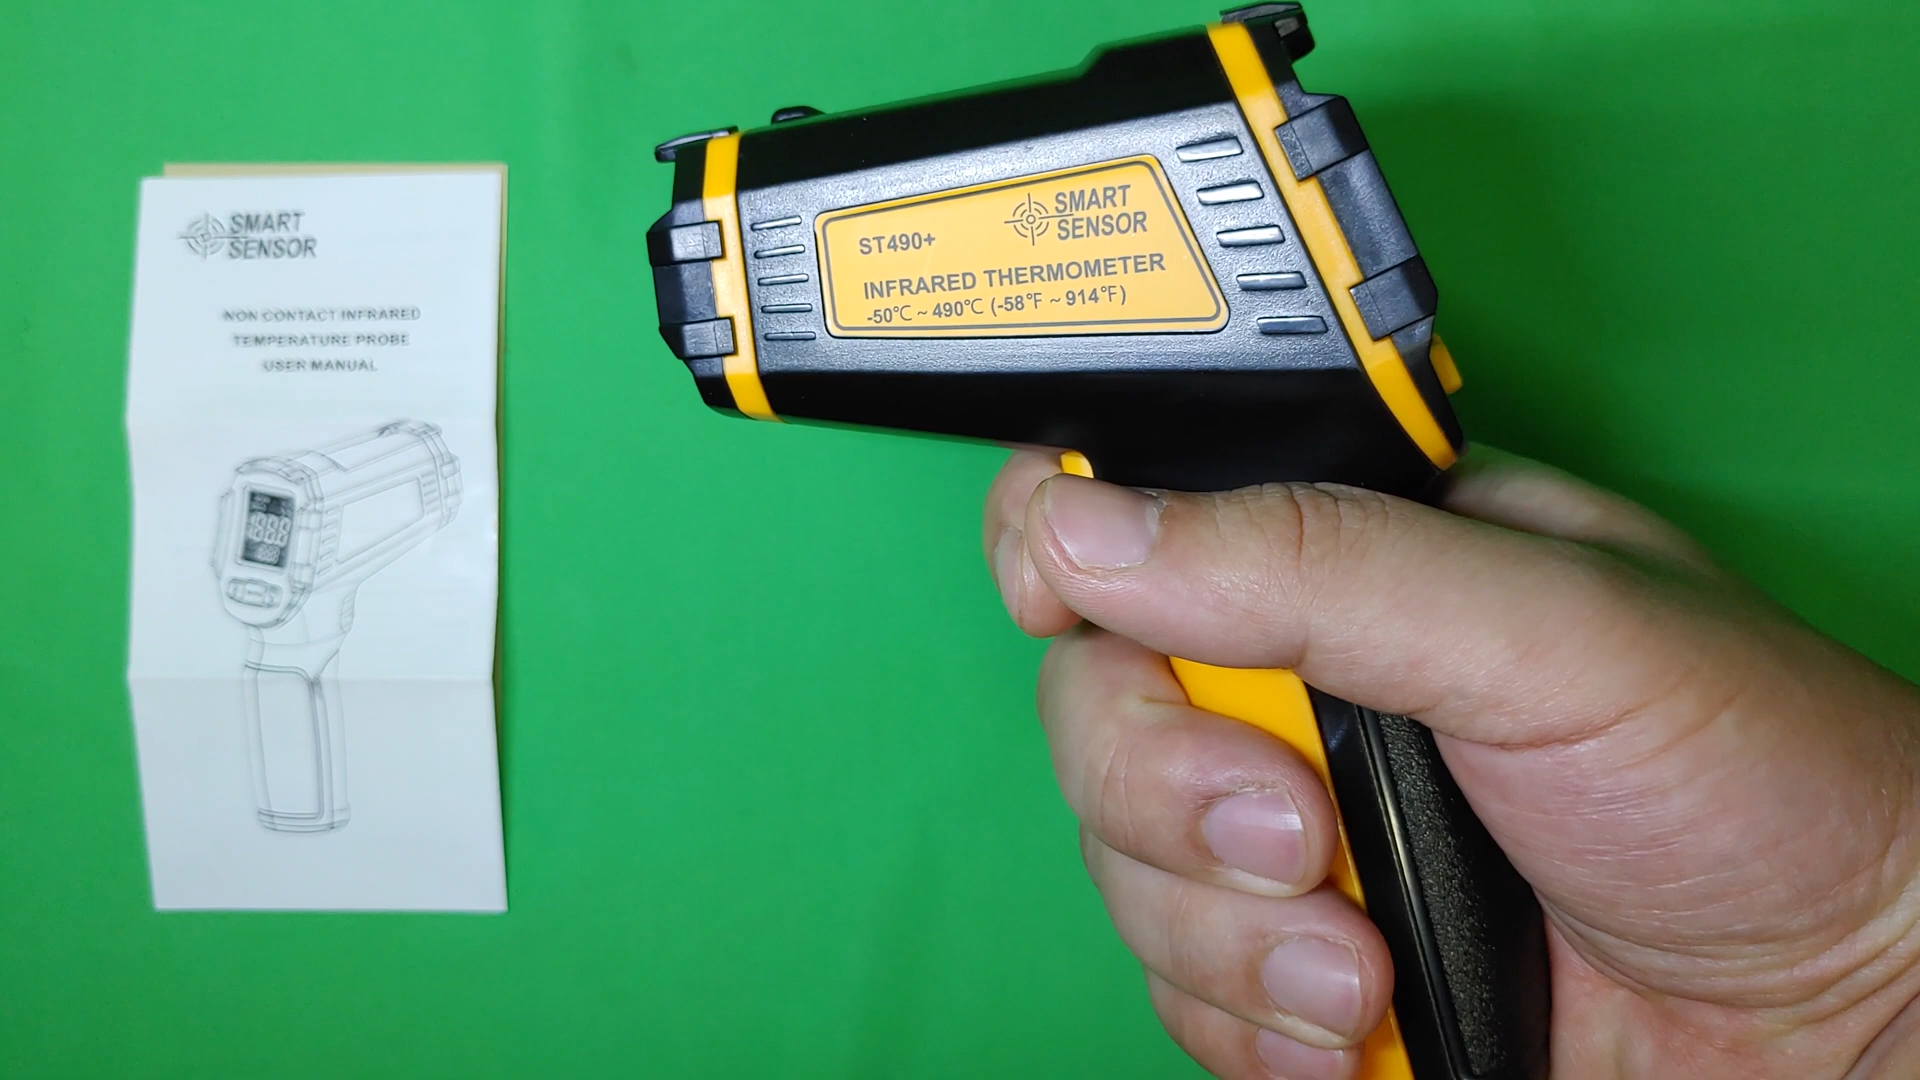 SMART
SENSOR
NON CONTACT INFRARED
TEMPERATURE PROBE
USER MANUAL
ST490+
SMART
SENSOR
INFRARED THERMOMETER
-50℃ ~ 490℃ (-58℉ ~ 914℉)